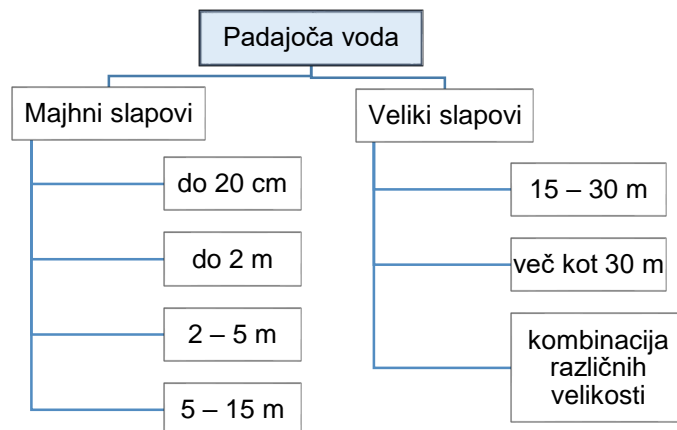 Padajoča voda
Majhni slapovi
do 20 cm
do 2 m
2 – 5 m
5 – 15 m
Veliki slapovi
15 – 30 m
več kot 30 m
kombinacija
različnih
velikosti